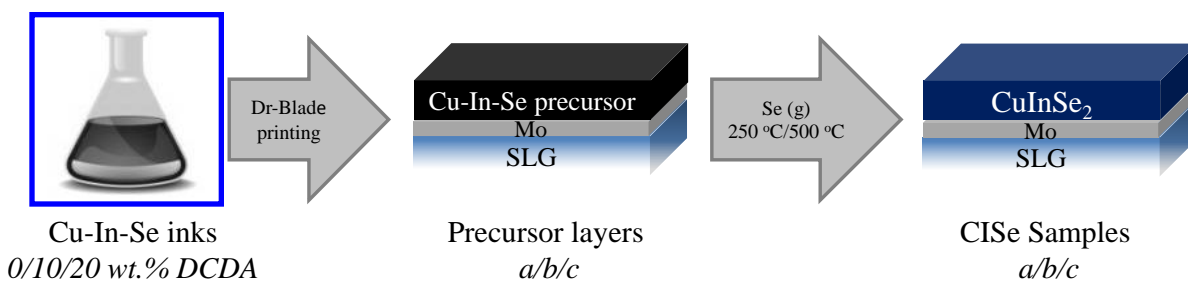 Dr-Blade
printing
Cu-In-Se precursor
Mo
SLG
Se (g)
250 °C/500 °C
CuInSe₂
Mo
SLG
Cu-In-Se inks
0/10/20 wt.% DCDA
Precursor layers
a/b/c
CISe Samples
a/b/c